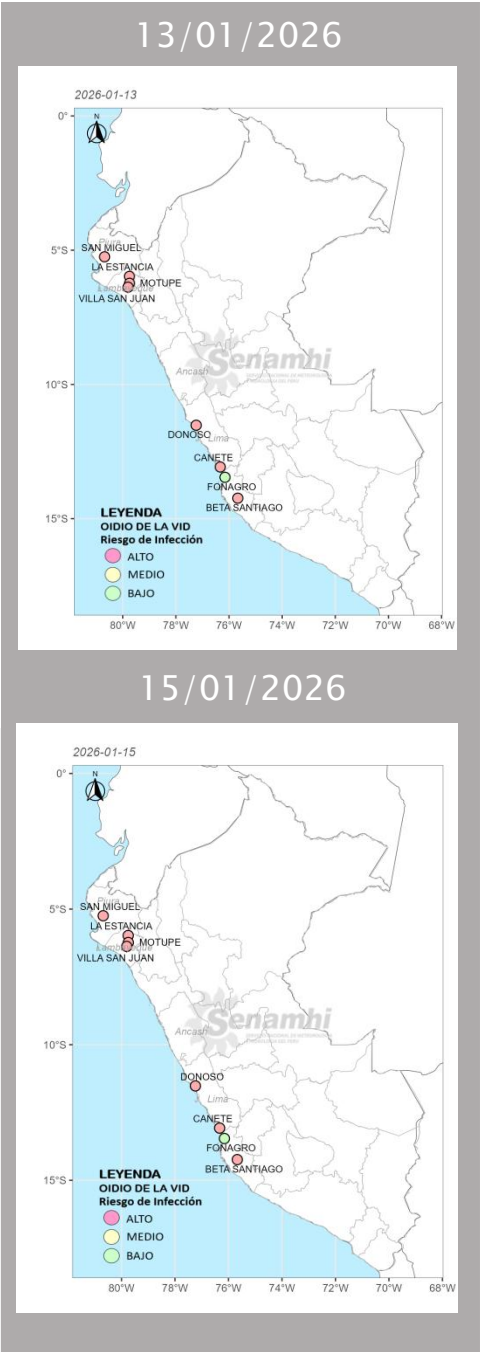 13/01/2026
2026-01-13
N
0°
Piura
SAN MIGUEL
5°S
LA ESTANCIA
MOTUPE
Lambayeque
VILLA SAN JUAN
Senamhi
Ancash
10°S
DONOSO
Lima
CANETE
FONAGRO
BETA SANTIAGO
15°S
LEYENDA
OIDIO DE LA VID
Riesgo de Infección
ALTO
MEDIO
BAJO
80°W 78°W 76°W 74°W 72°W 70°W 68°W
15/01/2026
2026-01-15
N
0°
Piura
SAN MIGUEL
5°S
LA ESTANCIA
MOTUPE
Lambayeque
VILLA SAN JUAN
Senamhi
Ancash
10°S
DONOSO
Lima
CANETE
FONAGRO
BETA SANTIAGO
15°S
LEYENDA
OIDIO DE LA VID
Riesgo de Infección
ALTO
MEDIO
BAJO
80°W 78°W 76°W 74°W 72°W 70°W 68°W